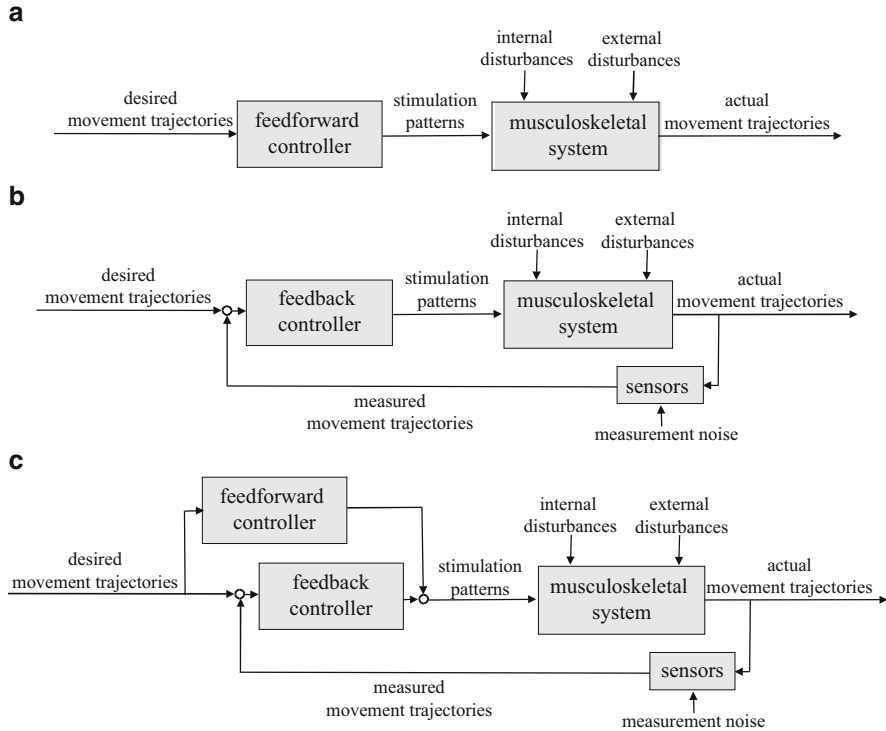 a
internal
disturbances
external
disturbances
desired
movement trajectories
feedforward
controller
stimulation
patterns
musculoskeletal
system
actual
movement trajectories
b
internal
disturbances
external
disturbances
desired
movement trajectories
feedback
controller
stimulation
patterns
musculoskeletal
system
actual
movement trajectories
sensors
measured
movement trajectories
measurement noise
c
feedforward
controller
internal
disturbances
external
disturbances
desired
movement trajectories
feedback
controller
stimulation
patterns
musculoskeletal
system
actual
movement trajectories
sensors
measured
movement trajectories
measurement noise